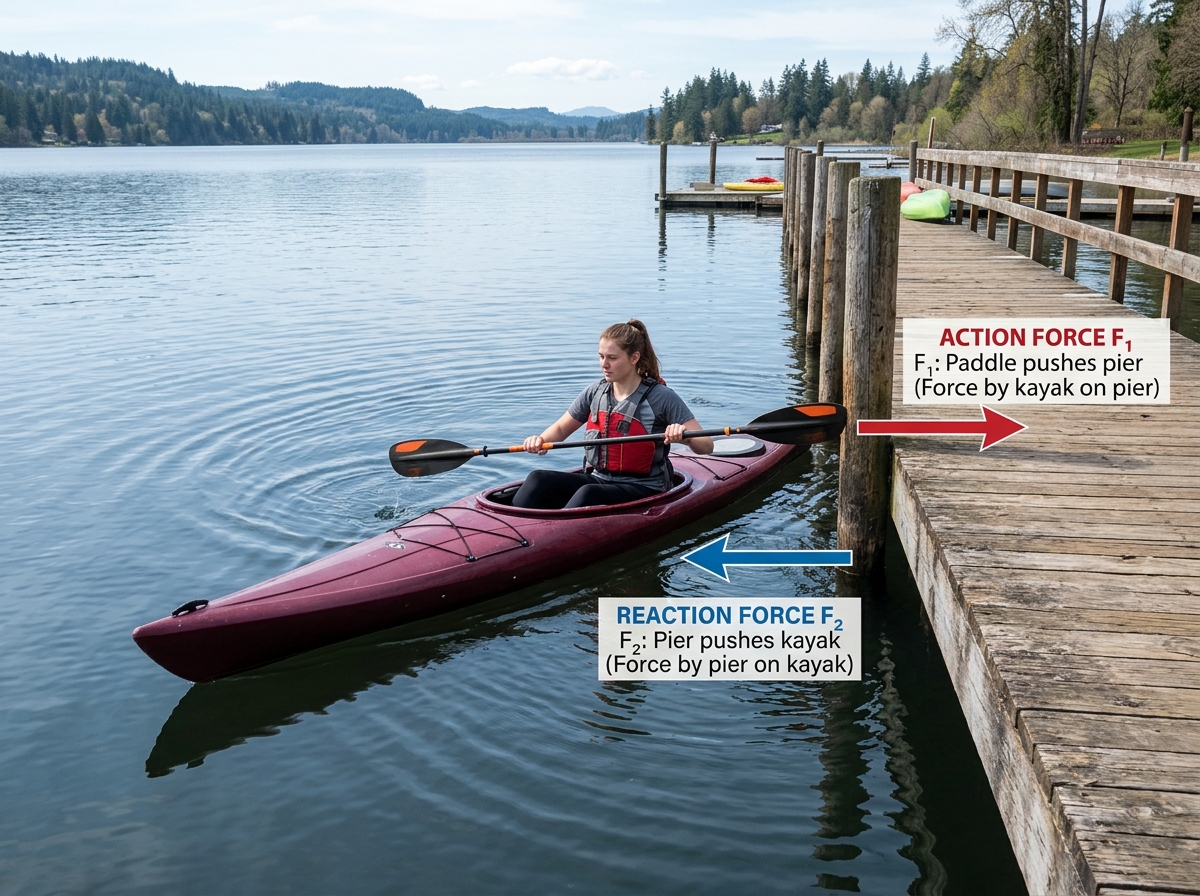 ACTION FORCE F₁
F₁: Paddle pushes pier
(Force by kayak on pier)
REACTION FORCE F₂
F₂: Pier pushes kayak
(Force by pier on kayak)